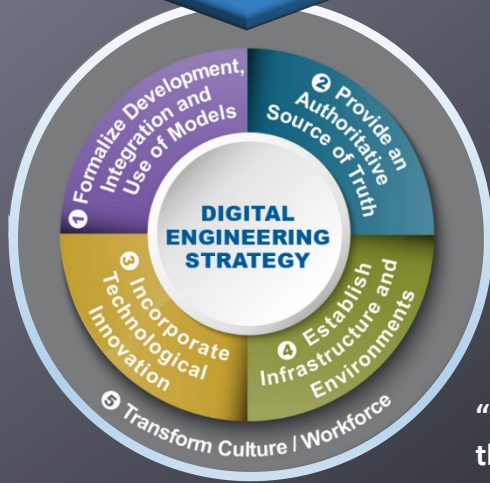 ❶ Formalize Development,
Integration and
Use of Models
❷ Provide an
Authoritative
Source of Truth
DIGITAL
ENGINEERING
STRATEGY
❸ Incorporate
Technological
Innovation
❹ Establish
Infrastructure and
Environments
❺ Transform Culture / Workforce
“